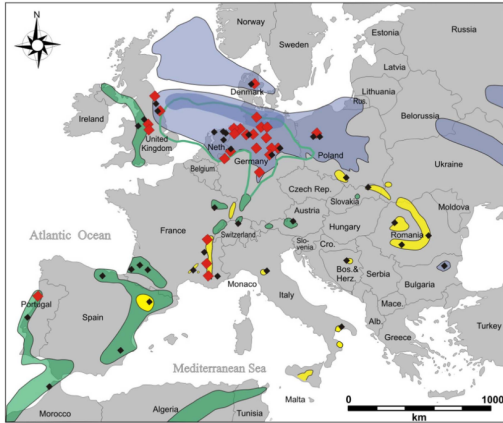 N
Norway
Sweden
Estonia
Russia
Latvia
Denmark
Lithuania
Rus.
Ireland
United
Kingdom
Belorussia
Neth.
Germany
Poland
Belgium
Ukraine
Czech Rep.
Slovakia
Moldova
Austria
France
Switzerland
Hungary
Romania
Atlantic Ocean
Slo-
venia
Cro.
Bos.&
Herz.
Serbia
Monaco
Italy
Bulgaria
Portugal
Spain
Mace.
Alb.
Greece
Turkey
Mediterranean Sea
Malta
0
1000
km
Morocco
Algeria
Tunisia